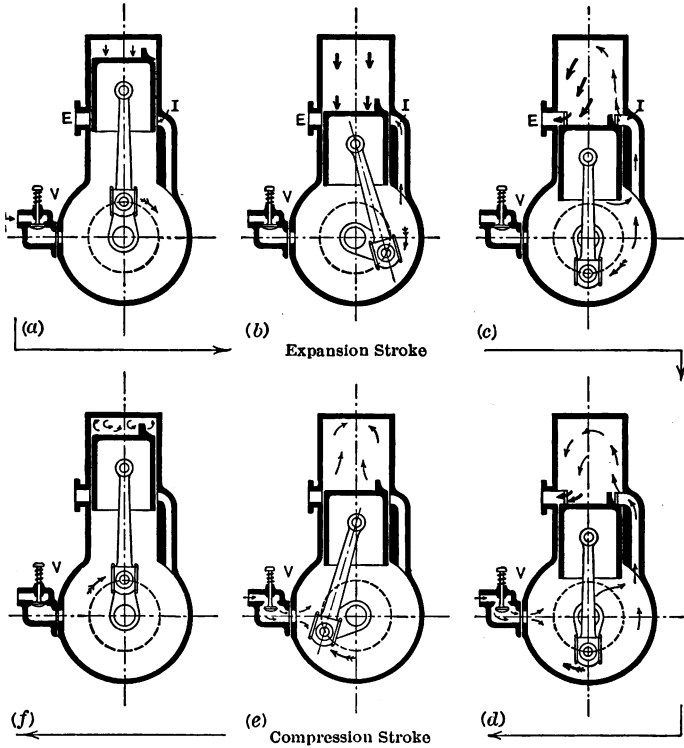 E
I
V
I
V
E
I
V
(a)
(b)
(c)
Expansion Stroke
V
V
V
(f)
(e)
(d)
Compression Stroke